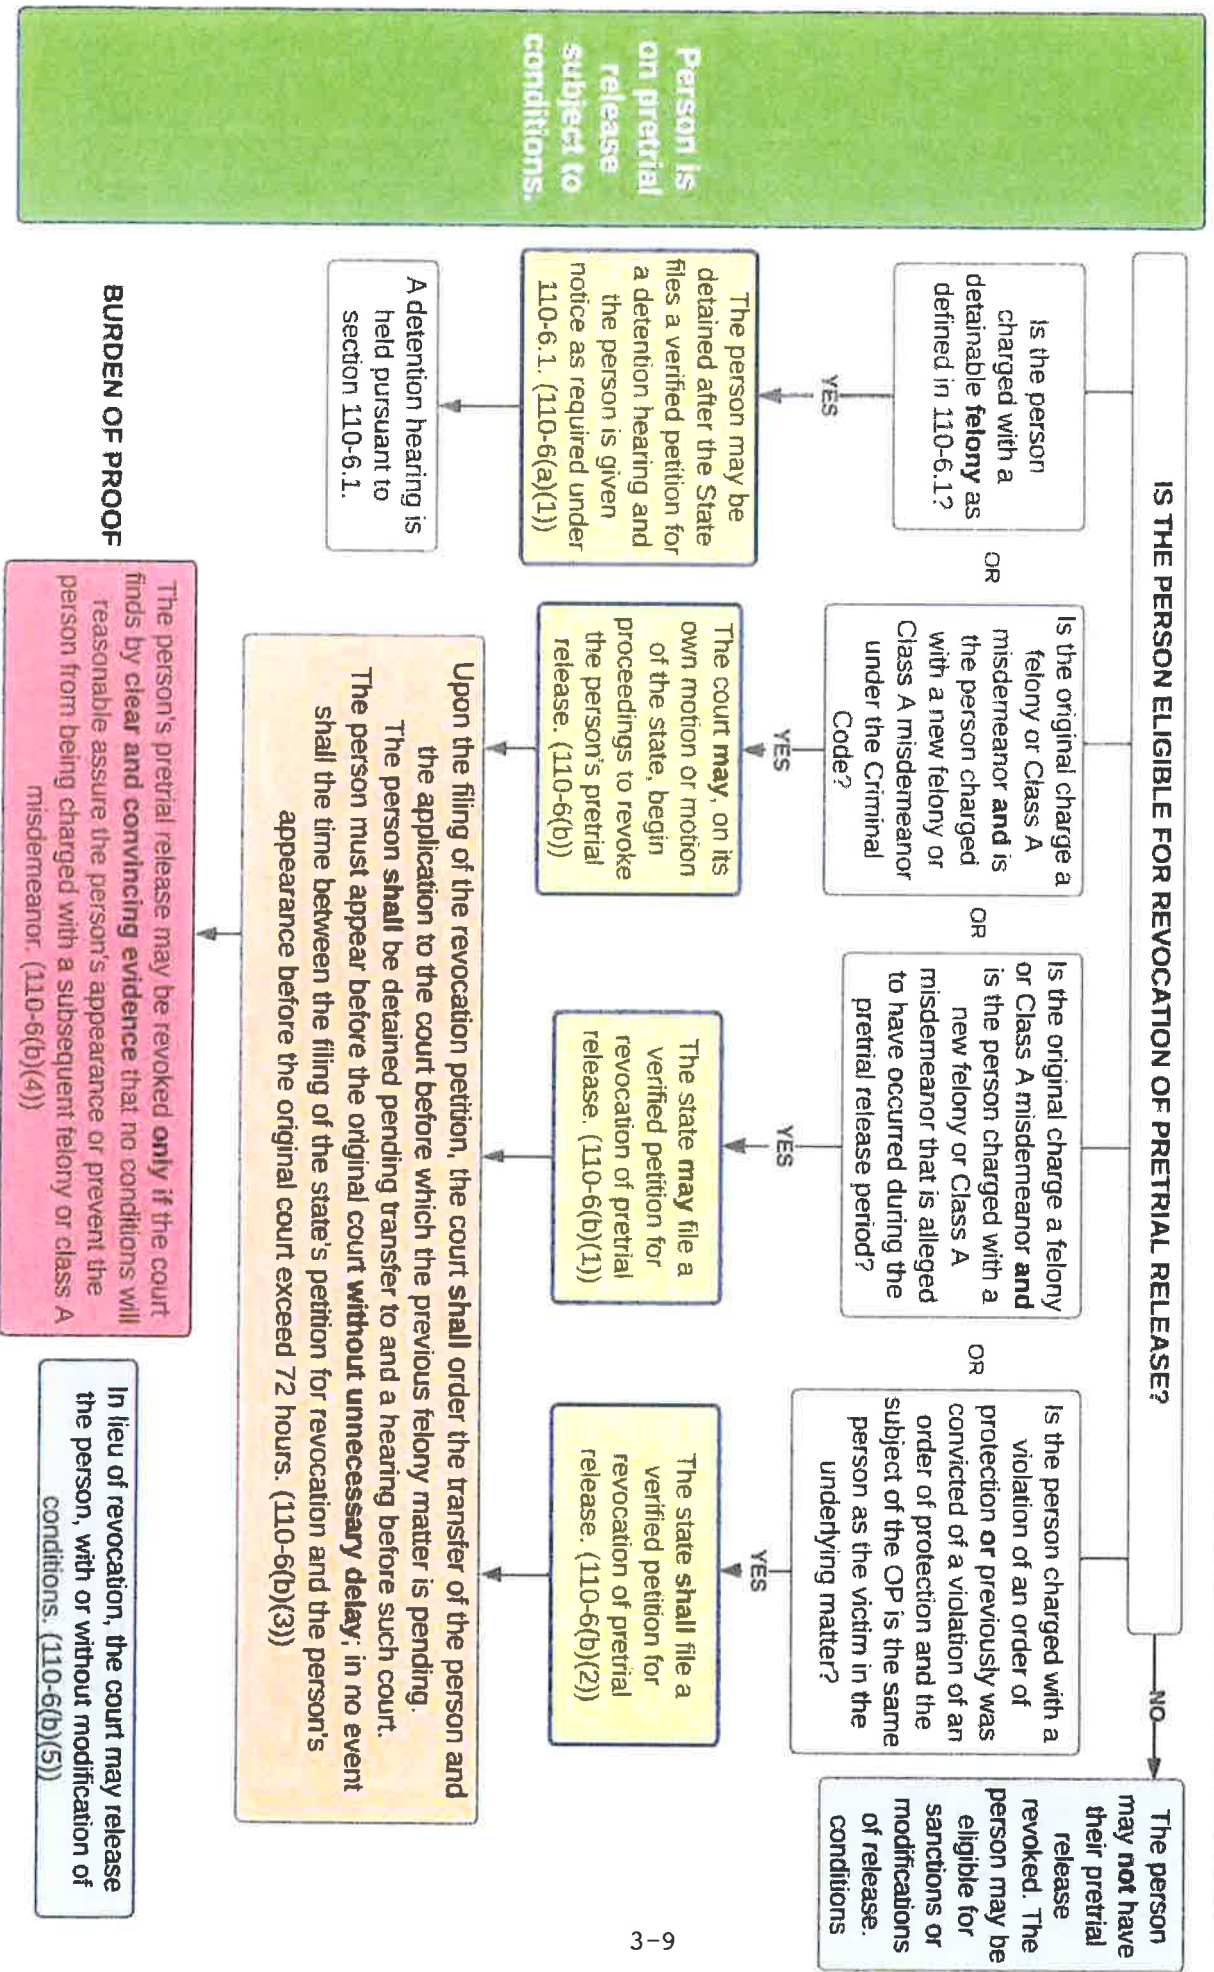 Person is
on pretrial
release
subject to
conditions.
IS THE PERSON ELIGIBLE FOR REVOCATION OF PRETRIAL RELEASE?
NO
The person
may not have
their pretrial
release
revoked. The
person may be
eligible for
sanctions or
modifications
of release.
conditions
Is the person
charged with a
detainable felony as
defined in 110-6.1?
OR
Is the original charge a
felony or Class A
misdemeanor and is
the person charged
with a new felony or
Class A misdemeanor
under the Criminal
Code?
OR
Is the original charge a felony
or Class A misdemeanor and
is the person charged with a
new felony or Class A
misdemeanor that is alleged
to have occurred during the
pretrial release period?
OR
Is the person charged with a
violation of an order of
protection or previously was
convicted of a violation of an
order of protection and the
subject of the OP is the same
person as the victim in the
underlying matter?
YES
YES
YES
YES
The person may be
detained after the State
files a verified petition for
a detention hearing and
the person is given
notice as required under
110-6.1. (110-6(a)(1))
The court may, on its
own motion or motion
of the state, begin
proceedings to revoke
the person's pretrial
release. (110-6(b))
The state may file a
verified petition for
revocation of pretrial
release. (110-6(b)(1))
The state shall file a
verified petition for
revocation of pretrial
release. (110-6(b)(2))
A detention hearing is
held pursuant to
section 110-6.1.
Upon the filing of the revocation petition, the court shall order the transfer of the person and
the application to the court before which the previous felony matter is pending.
The person shall be detained pending transfer to and a hearing before such court.
The person must appear before the original court without unnecessary delay; in no event
shall the time between the filing of the state's petition for revocation and the person's
appearance before the original court exceed 72 hours. (110-6(b)(3))
BURDEN OF PROOF
The person's pretrial release may be revoked only if the court
finds by clear and convincing evidence that no conditions will
reasonable assure the person's appearance or prevent the
person from being charged with a subsequent felony or class A
misdemeanor. (110-6(b)(4))
In lieu of revocation, the court may release
the person, with or without modification of
conditions. (110-6(b)(5))
3-9